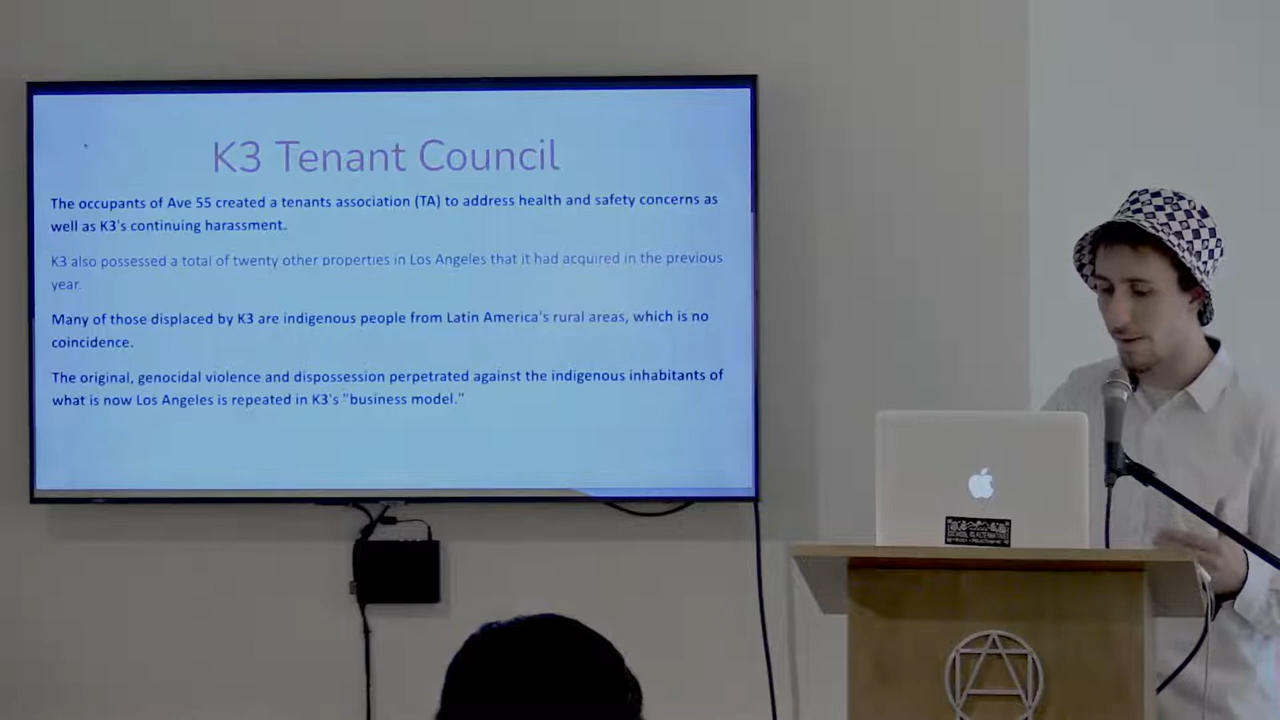 K3 Tenant Council
The occupants of Ave 55 created a tenants association (TA) to address health and safety concerns as
well as K3's continuing harassment.
K3 also possessed a total of twenty other properties in Los Angeles that it had acquired in the previous
year.
Many of those displaced by K3 are indigenous people from Latin America's rural areas, which is no
coincidence.
The original, genocidal violence and dispossession perpetrated against the indigenous inhabitants of
what is now Los Angeles is repeated in K3's "business model."